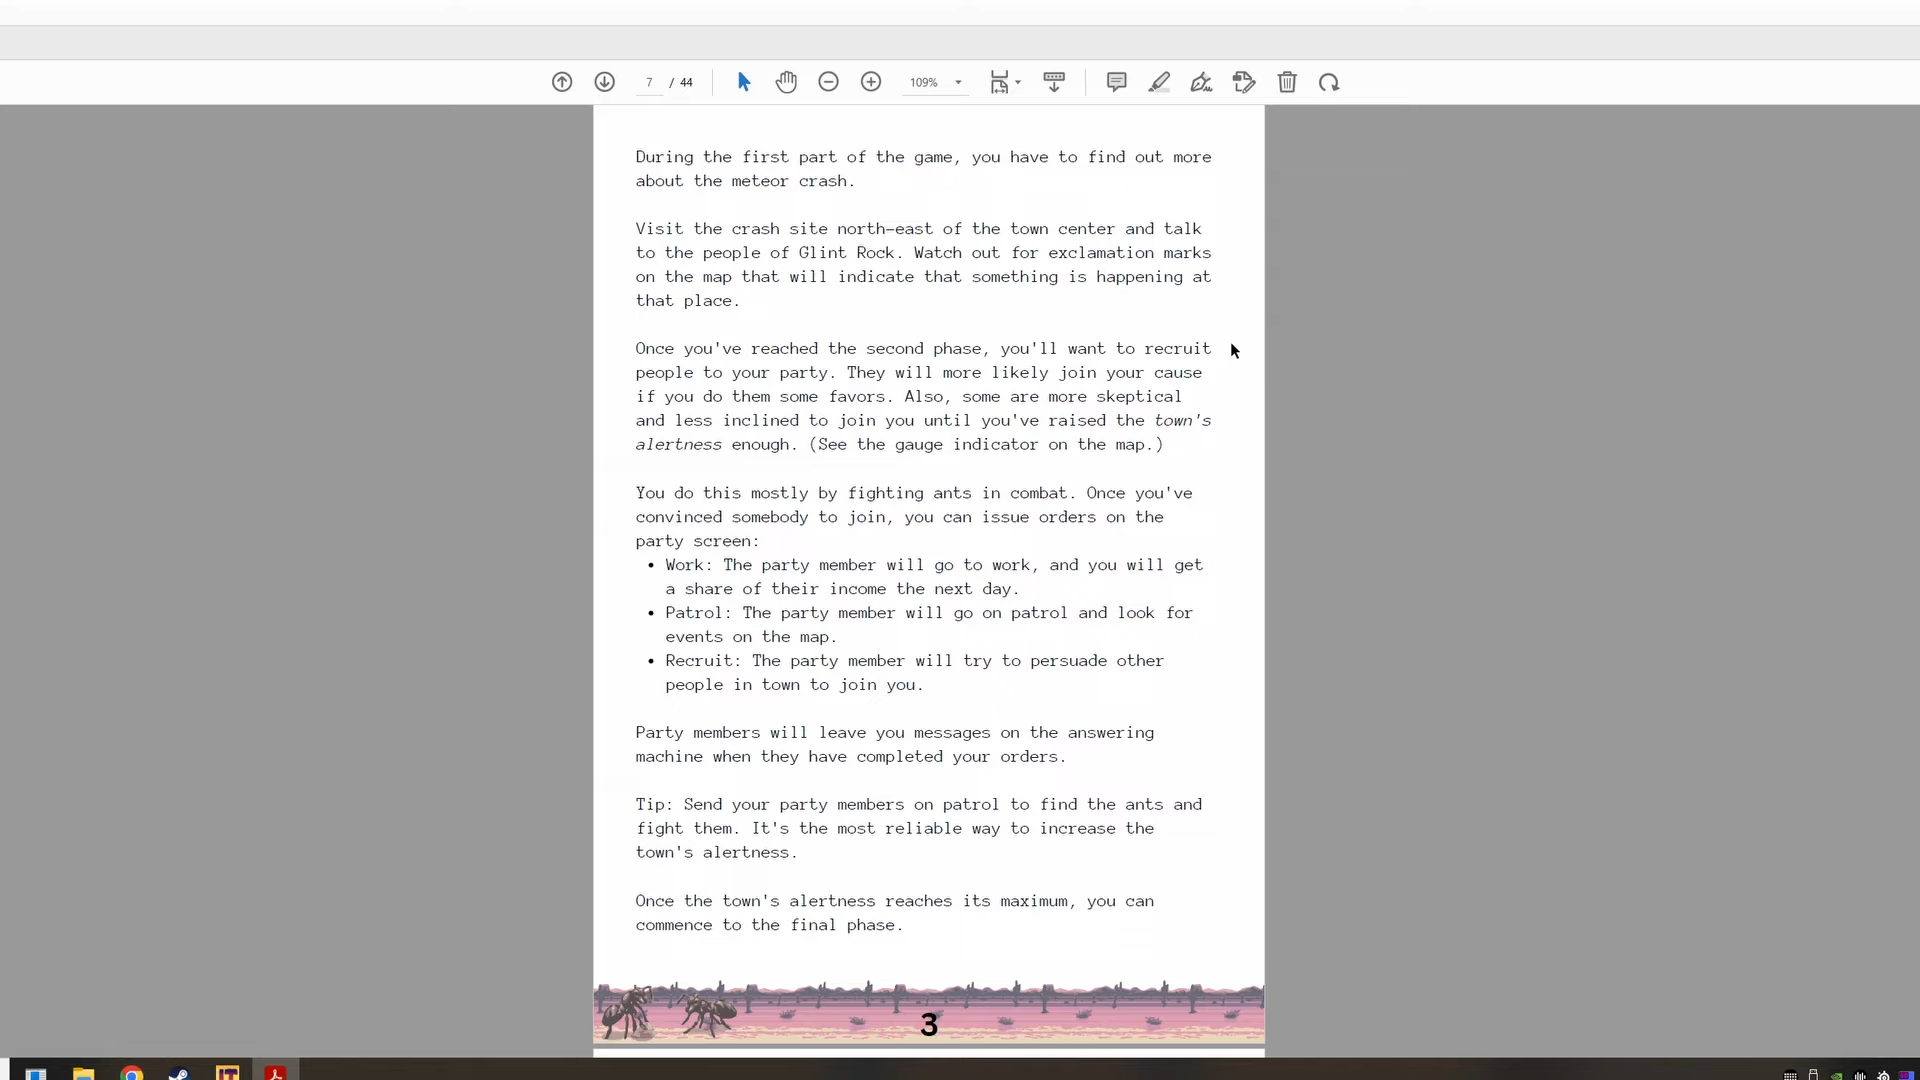 7 / 44 109%
During the first part of the game, you have to find out more
about the meteor crash.
Visit the crash site north-east of the town center and talk
to the people of Glint Rock. Watch out for exclamation marks
on the map that will indicate that something is happening at
that place.
Once you've reached the second phase, you'll want to recruit
people to your party. They will more likely join your cause
if you do them some favors. Also, some are more skeptical
and less inclined to join you until you've raised the town's
alertness enough. (See the gauge indicator on the map.)
You do this mostly by fighting ants in combat. Once you've
convinced somebody to join, you can issue orders on the
party screen:
• Work: The party member will go to work, and you will get
a share of their income the next day.
• Patrol: The party member will go on patrol and look for
events on the map.
• Recruit: The party member will try to persuade other
people in town to join you.
Party members will leave you messages on the answering
machine when they have completed your orders.
Tip: Send your party members on patrol to find the ants and
fight them. It's the most reliable way to increase the
town's alertness.
Once the town's alertness reaches its maximum, you can
commence to the final phase.
3
IT